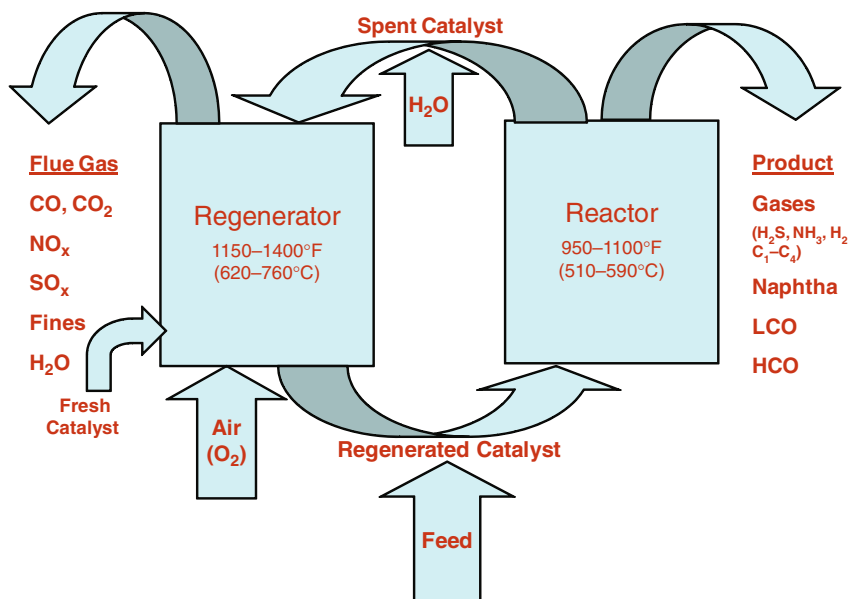 Spent Catalyst
H₂O
Flue Gas
CO, CO₂
NOₓ
SOₓ
Fines
H₂O
Fresh
Catalyst
Regenerator
1150–1400°F
(620–760°C)
Reactor
950–1100°F
(510–590°C)
Product
Gases
(H₂S, NH₃, H₂
C₁–C₄)
Naphtha
LCO
HCO
Air
(O₂)
Regenerated Catalyst
Feed